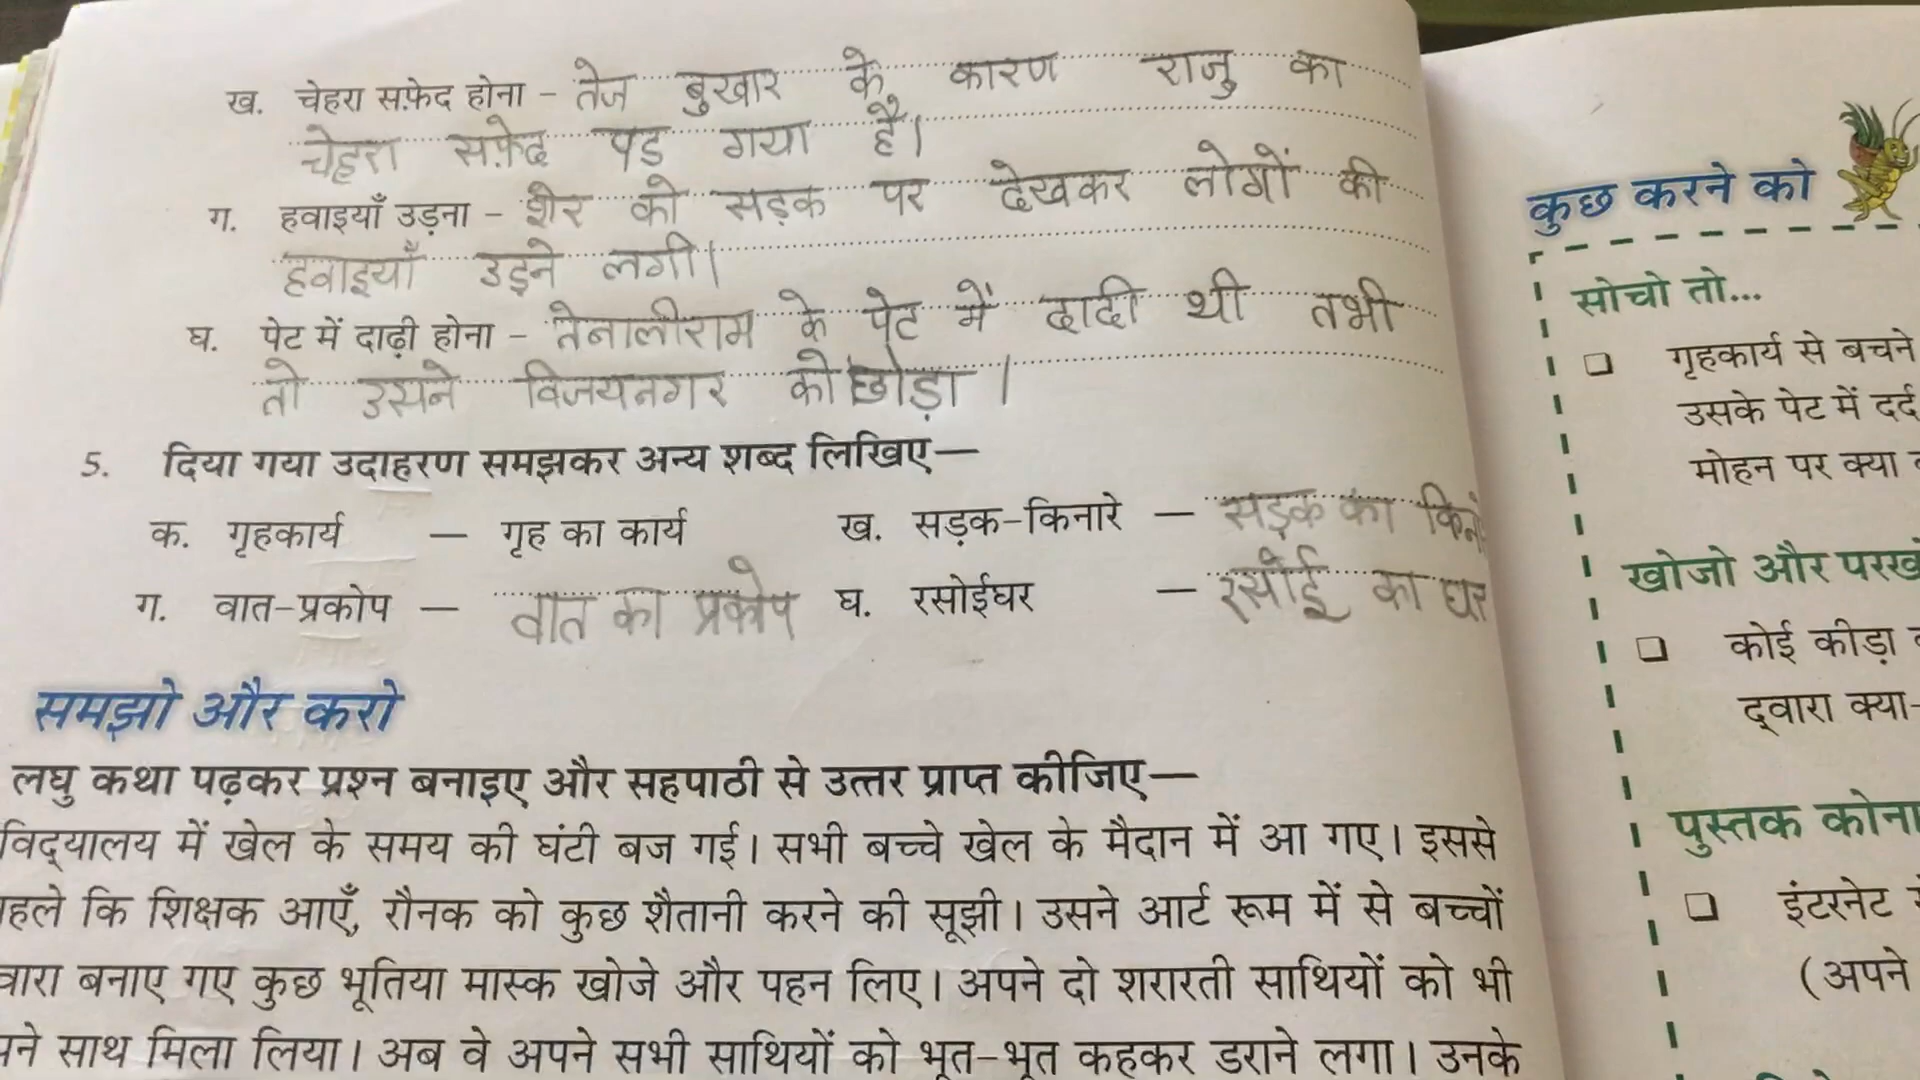 ख. चेहरा सफ़ेद होना – तेज बुखार के कारण राजु का
चेहरा सफ़ेद पड गया है।
ग. हवाइयाँ उड़ना – शेर को सड़क पर देखकर लोगों की
हवाइयाँ उड़ने लगी।
घ. पेट में दाढ़ी होना – तेनालीराम के पेट में दादी थी तभी
तो उसने विजयनगर को छोड़ा।
5. दिया गया उदाहरण समझकर अन्य शब्द लिखिए—
क. गृहकार्य — गृह का कार्य ख. सड़क-किनारे — सड़क का
ग. वात-प्रकोप — वात का प्रकोप घ. रसोईघर — रसोई का घर
समझो और करो
लघु कथा पढ़कर प्रश्न बनाइए और सहपाठी से उत्तर प्राप्त कीजिए—
विद्यालय में खेल के समय की घंटी बज गई। सभी बच्चे खेल के मैदान में आ गए। इससे
हले कि शिक्षक आएँ, रौनक को कुछ शैतानी करने की सूझी। उसने आर्ट रूम में से बच्चों
वारा बनाए गए कुछ भूतिया मास्क खोजे और पहन लिए। अपने दो शरारती साथियों को भी
पने साथ मिला लिया। अब वे अपने सभी साथियों को भूत-भूत कहकर डराने लगा। उनके
कुछ करने को
सोचो तो...
गृहकार्य से बचने
उसके पेट में दर्द
मोहन पर क्या
खोजो और परख
कोई कीड़ा
द्वारा क्या-
पुस्तक कोना
इंटरनेट
(अपने